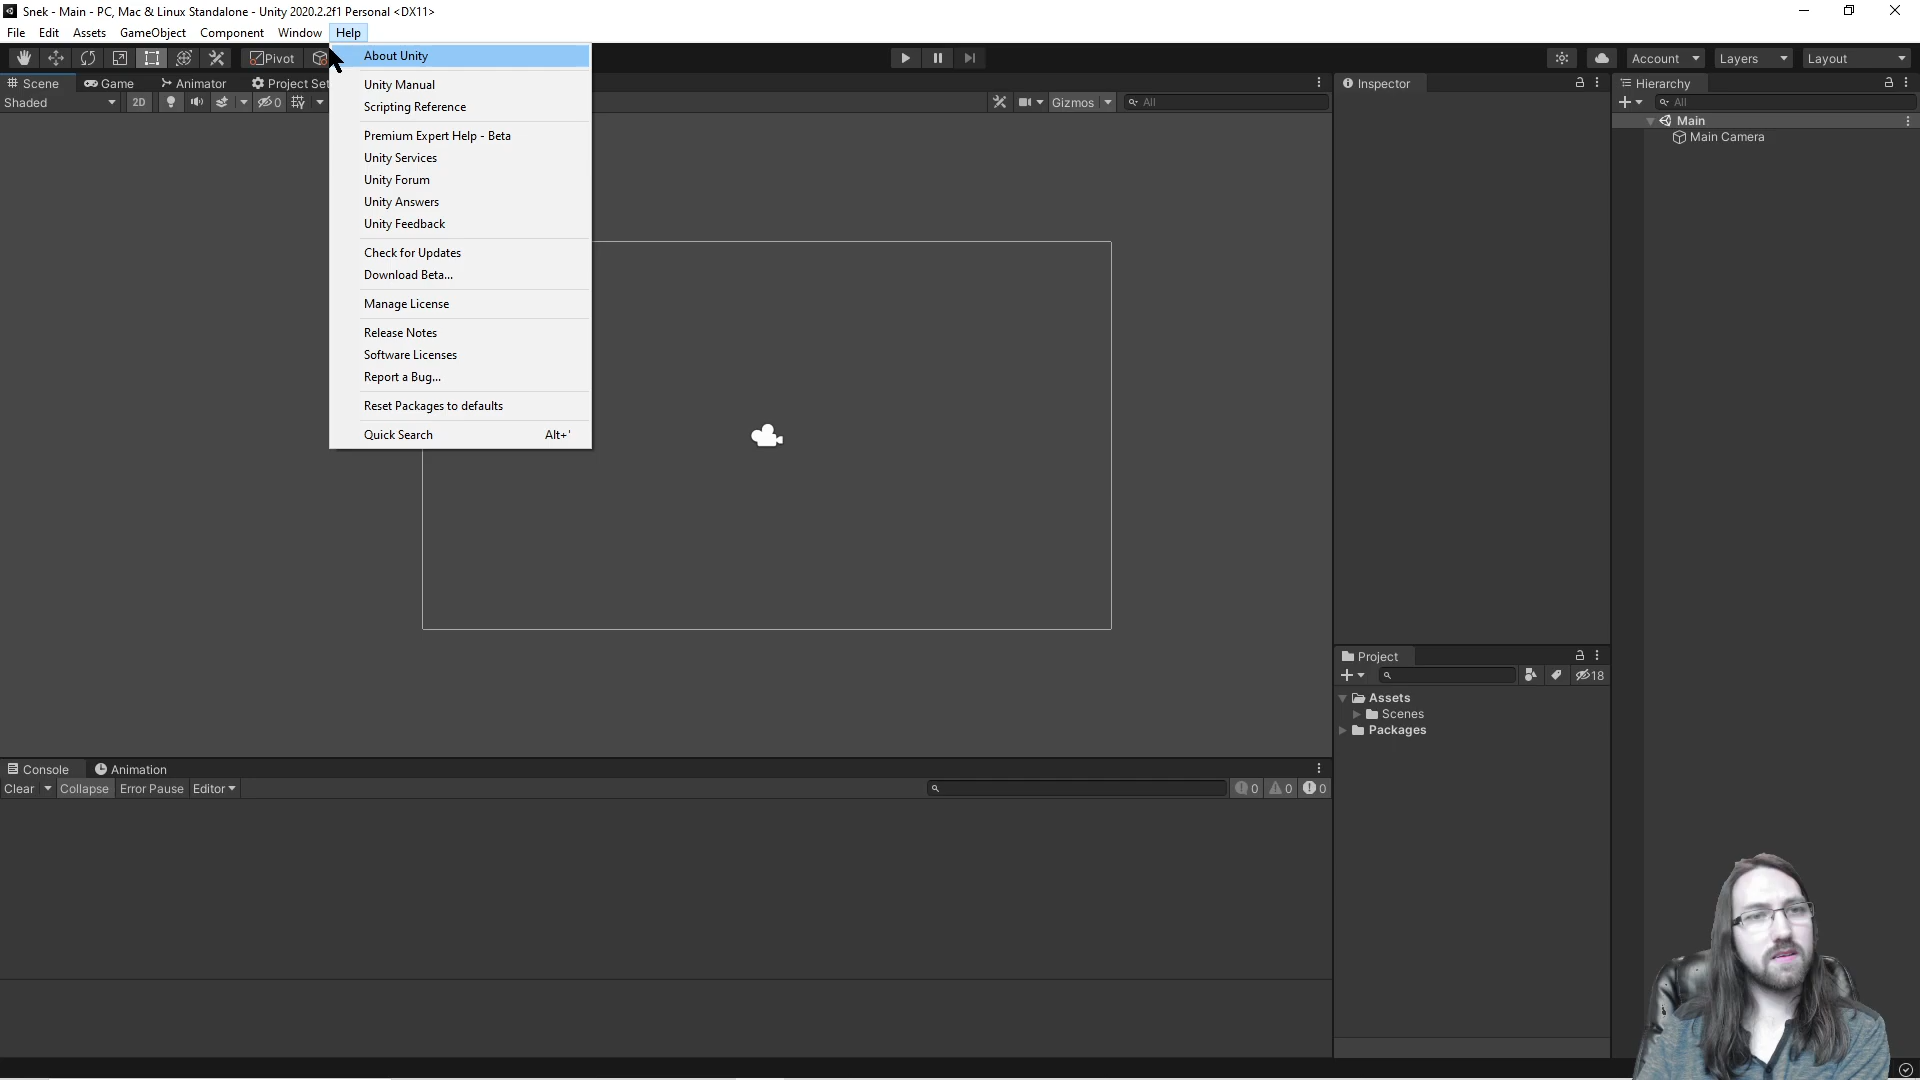 Snek - Main - PC, Mac & Linux Standalone - Unity 2020.2.2f1 Personal <DX11>
File Edit Assets GameObject Component Window Help
Pivot
Account Layers Layout
Scene Game Animator Project Set
Shaded 2D 0
Gizmos All
About Unity
Unity Manual
Scripting Reference
Premium Expert Help - Beta
Unity Services
Unity Forum
Unity Answers
Unity Feedback
Check for Updates
Download Beta...
Manage License
Release Notes
Software Licenses
Report a Bug...
Reset Packages to defaults
Quick Search Alt+'
Inspector
Hierarchy
All
Main
Main Camera
Project
18
Assets
Scenes
Packages
Console Animation
Clear Collapse Error Pause Editor
0 0 0